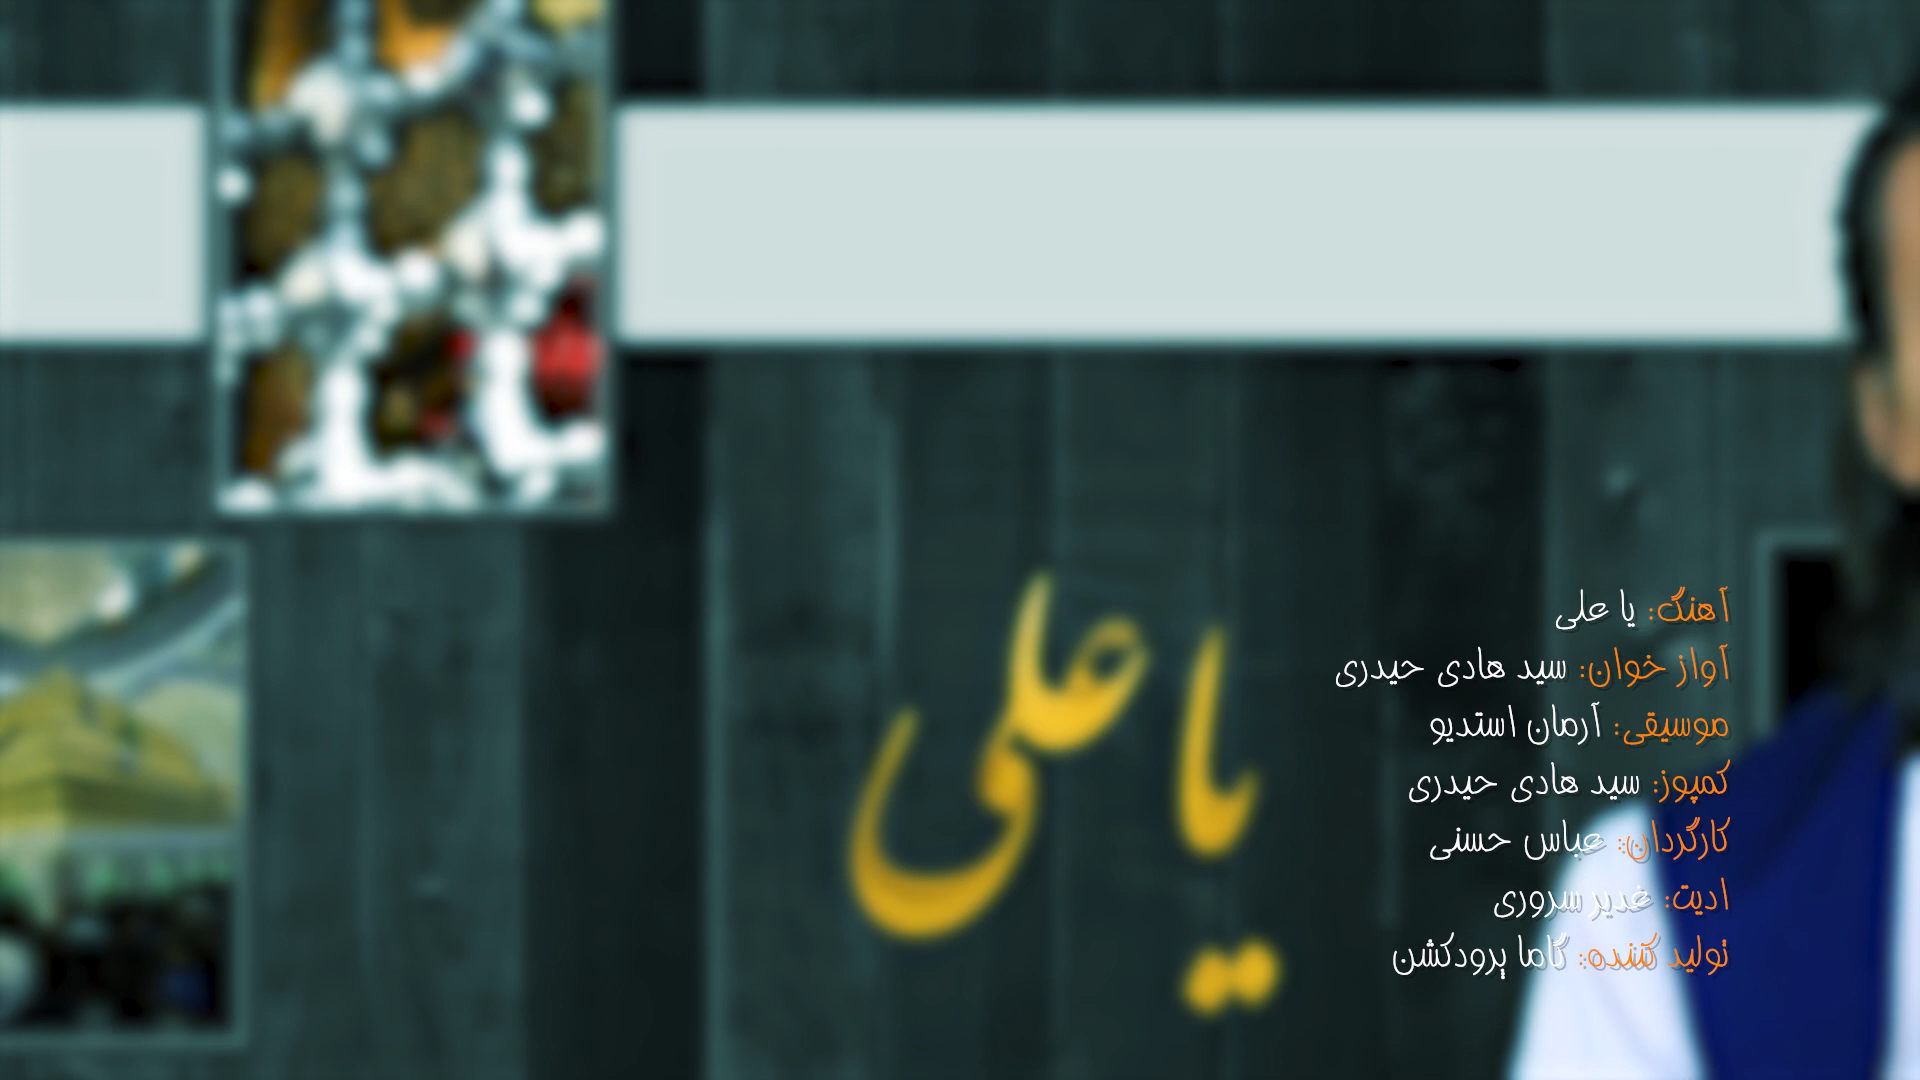 یا علی
آهنگ: یا علی
آواز خوان: سید هادی حیدری
موسیقی: آرمان استدیو
کمپوز: سید هادی حیدری
کارگردان: عباس حسنی
ادیت: غدیر سروری
تولید کننده: گاما پرودکشن